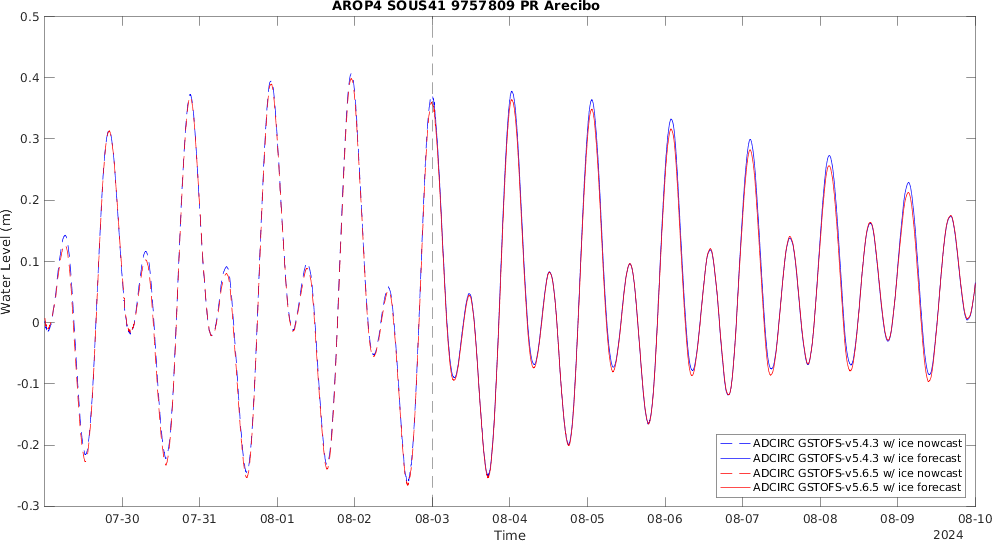 AROP4 SOUS41 9757809 PR Arecibo
0.5
0.4
0.3
0.2
0.1
0
-0.1
-0.2
-0.3
Water Level (m)
ADCIRC GSTOFS-v5.4.3 w/ ice nowcast
ADCIRC GSTOFS-v5.4.3 w/ ice forecast
ADCIRC GSTOFS-v5.6.5 w/ ice nowcast
ADCIRC GSTOFS-v5.6.5 w/ ice forecast
07-30 07-31 08-01 08-02 08-03 08-04 08-05 08-06 08-07 08-08 08-09 08-10
Time
2024